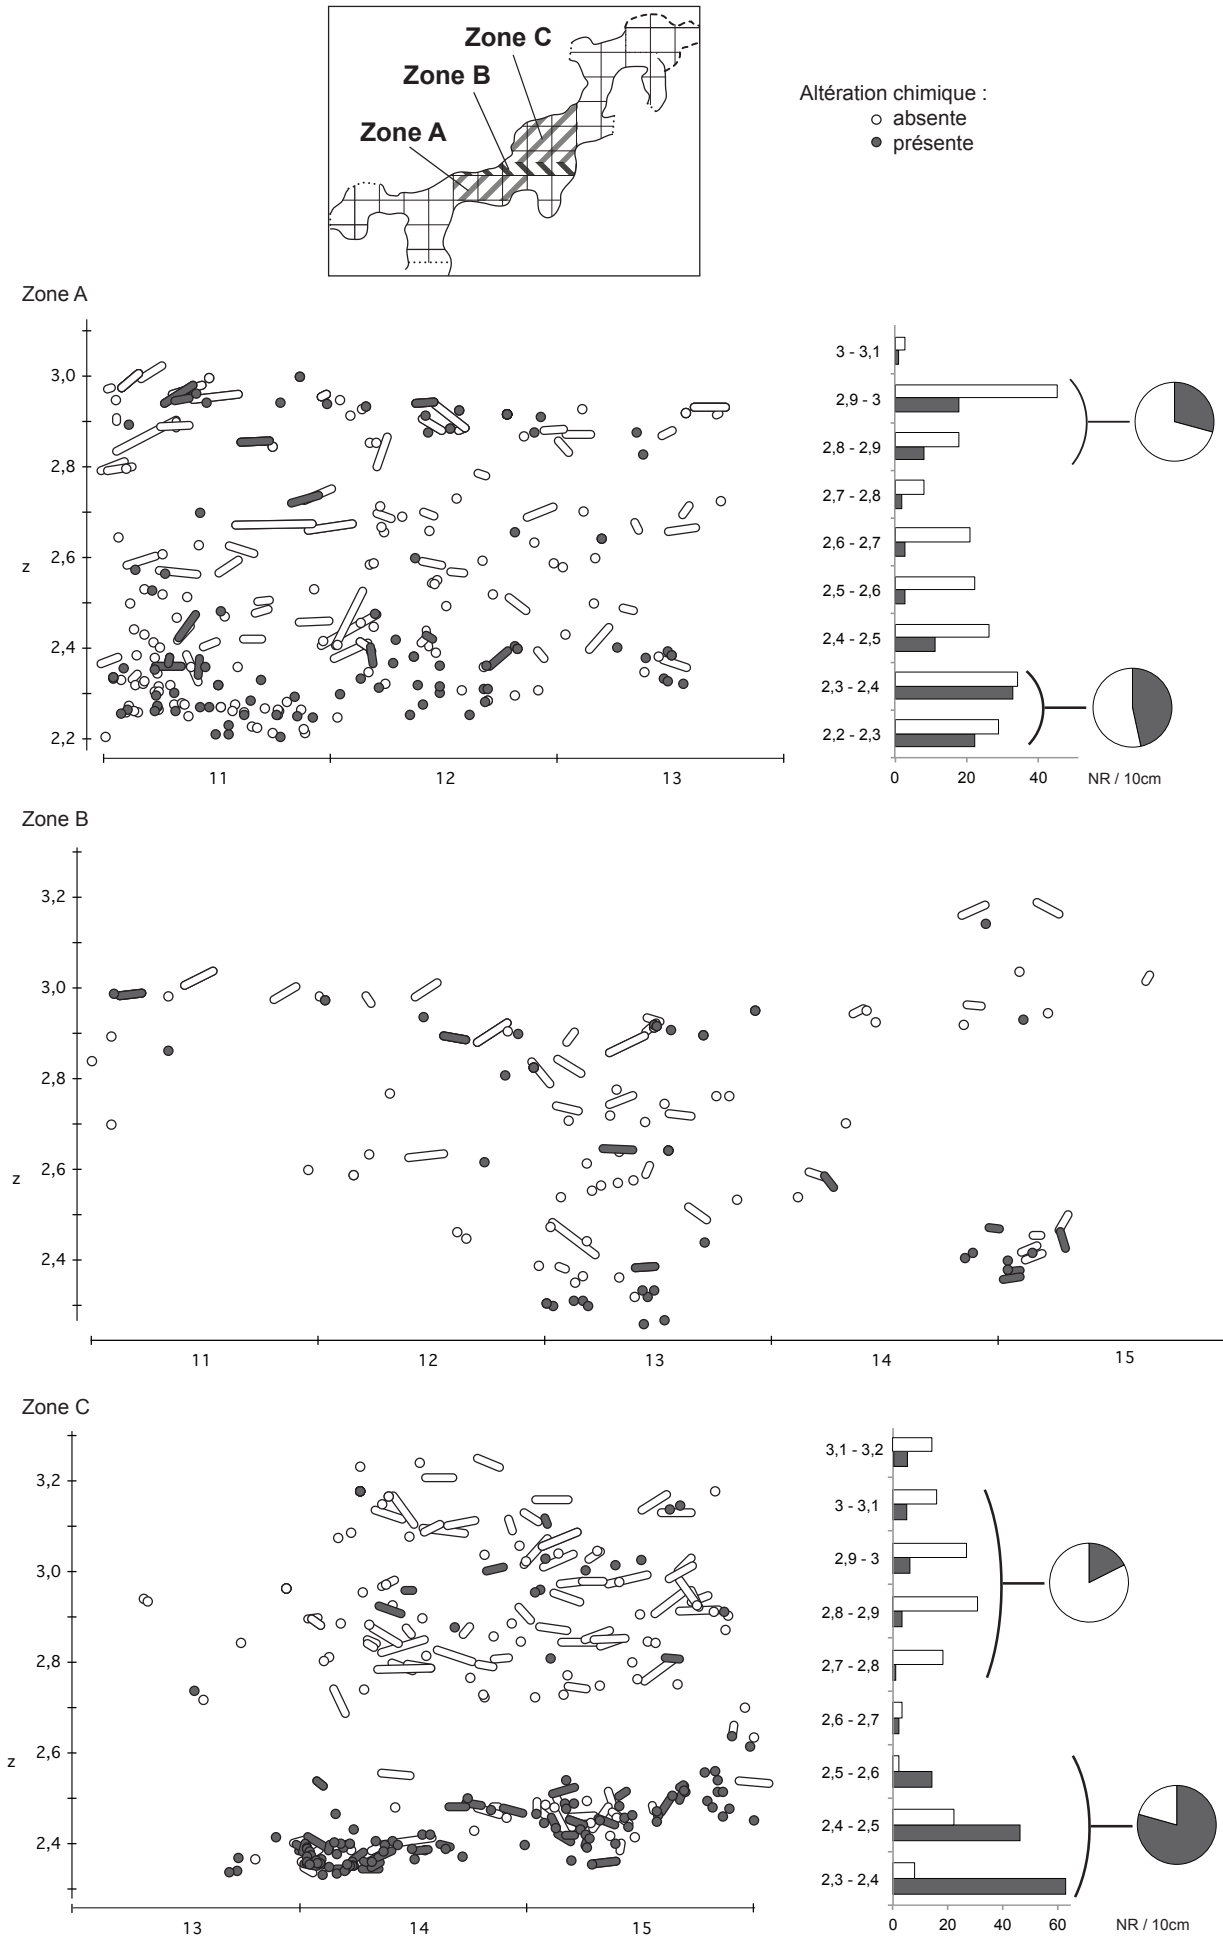 Zone C
Zone B
Zone A
Altération chimique :
absente
présente
Zone A
3,0
2,8
2,6
z
2,4
2,2
11 12 13
3 - 3,1
2,9 - 3
2,8 - 2,9
2,7 - 2,8
2,6 - 2,7
2,5 - 2,6
2,4 - 2,5
2,3 - 2,4
2,2 - 2,3
0 20 40 NR / 10cm
Zone B
3,2
3,0
2,8
2,6
z
2,4
11 12 13 14 15
Zone C
3,2
3,0
2,8
2,6
z
2,4
13 14 15
3,1 - 3,2
3 - 3,1
2,9 - 3
2,8 - 2,9
2,7 - 2,8
2,6 - 2,7
2,5 - 2,6
2,4 - 2,5
2,3 - 2,4
0 20 40 60 NR / 10cm